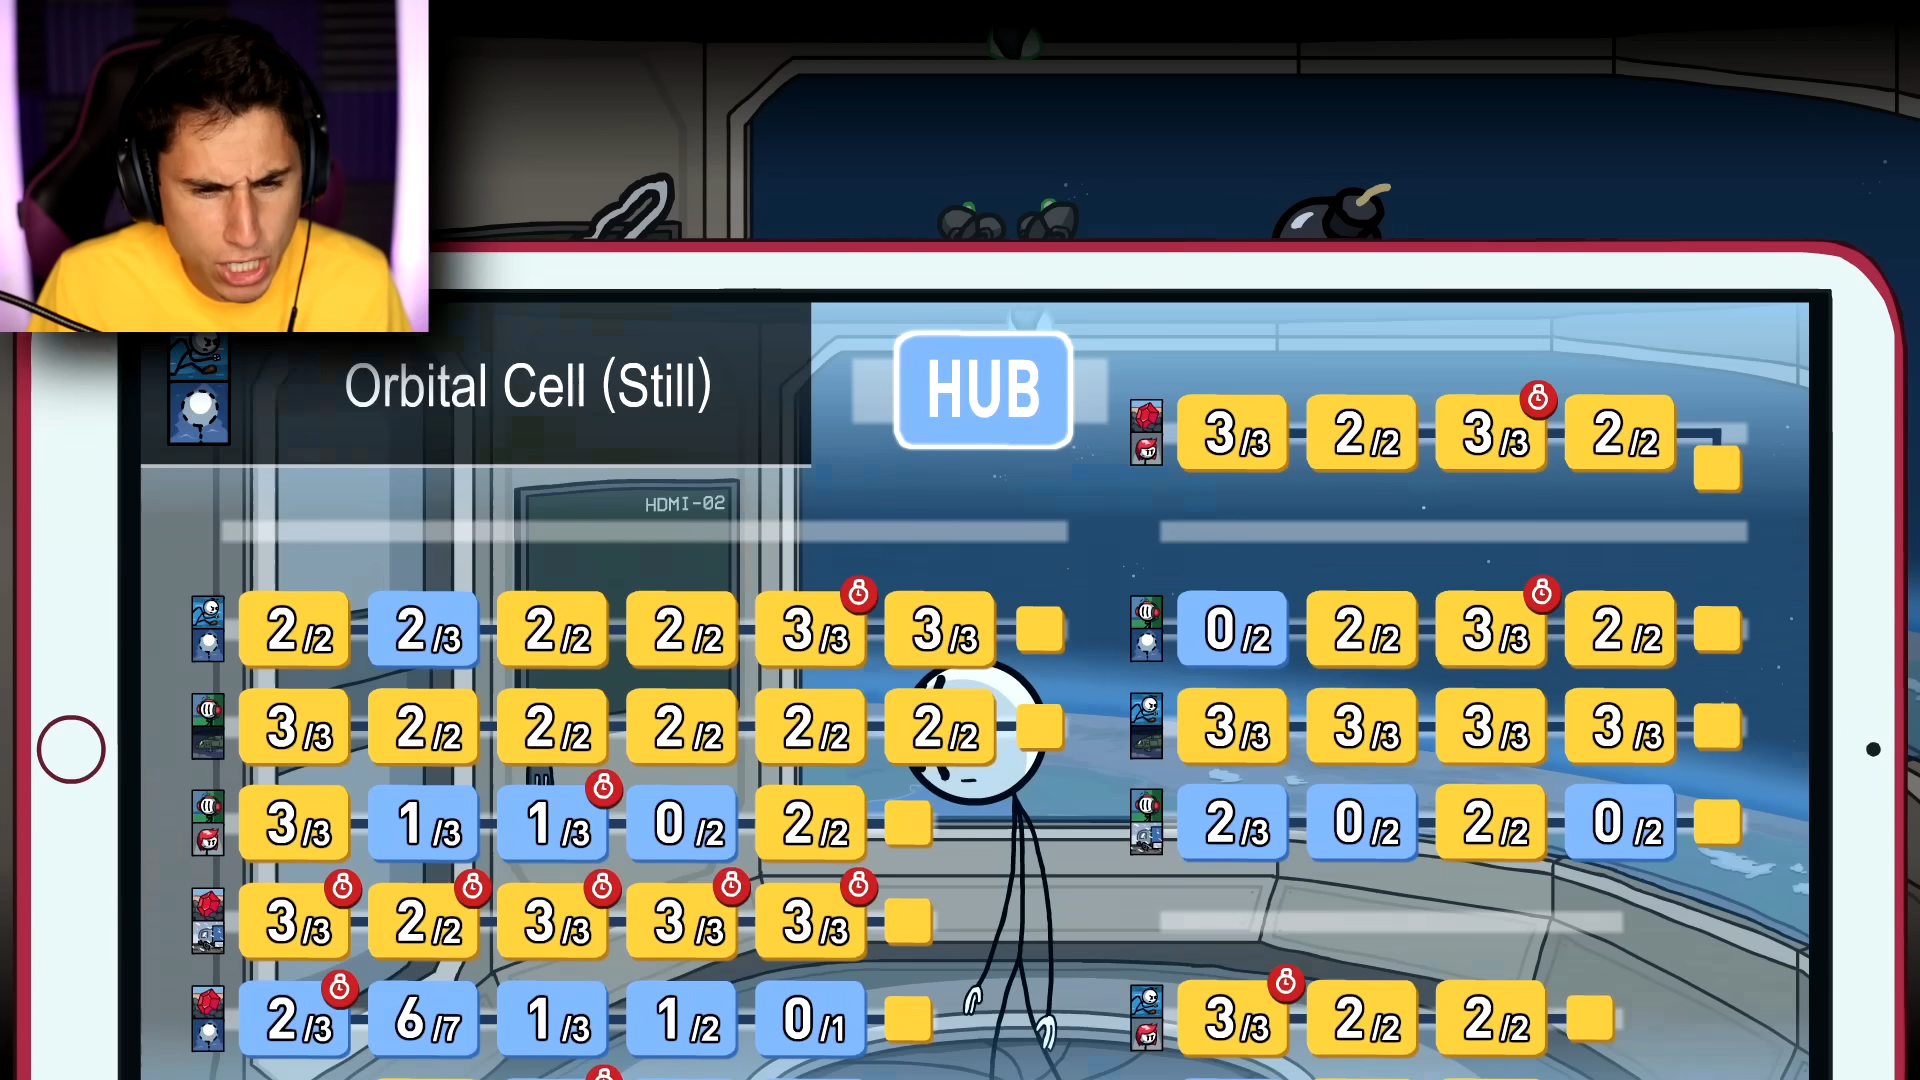 Orbital Cell (Still)
HUB
3/3 2/2 3/3 2/2
HDMI-02
2/2 2/3 2/2 2/2 3/3 3/3
0/2 2/2 3/3 2/2
3/3 2/2 2/2 2/2 2/2 2/2
3/3 3/3 3/3 3/3
3/3 1/3 1/3 0/2 2/2
2/3 0/2 2/2 0/2
3/3 2/2 3/3 3/3 3/3
2/3 6/7 1/3 1/2 0/1
3/3 2/2 2/2